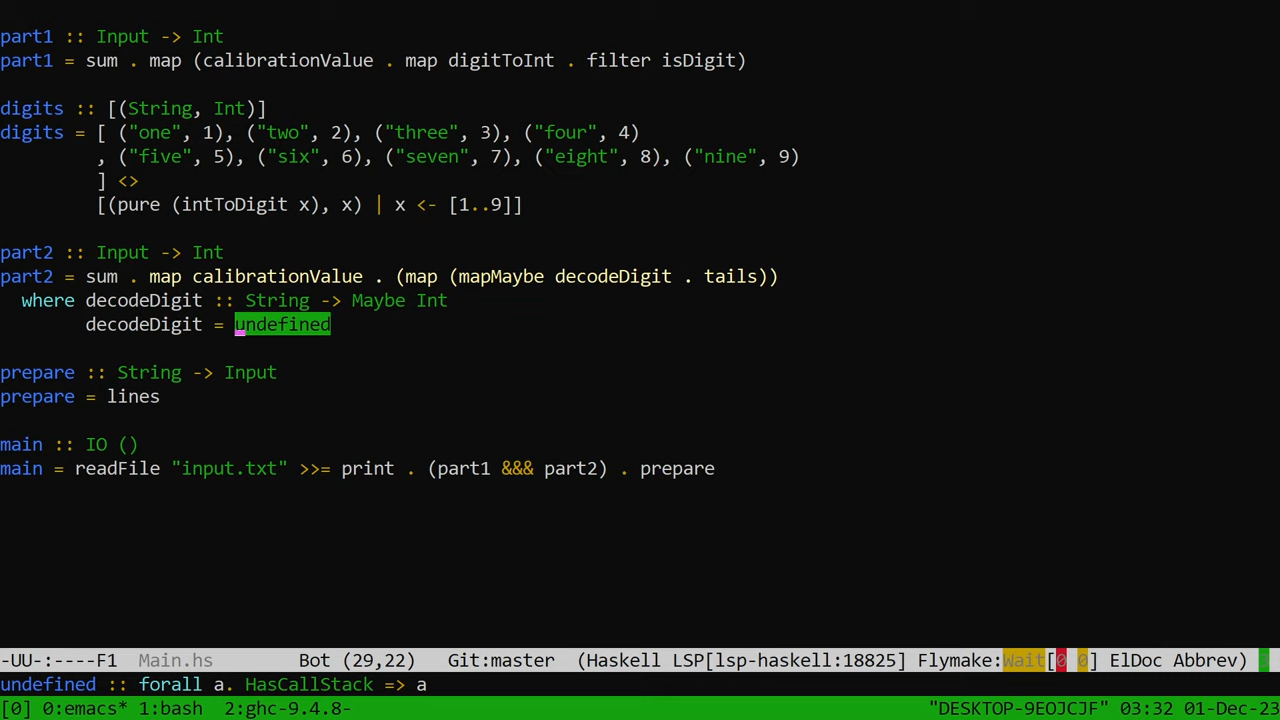 part1 :: Input -> Int
part1 = sum . map (calibrationValue . map digitToInt . filter isDigit)
digits :: [(String, Int)]
digits = [ ("one", 1), ("two", 2), ("three", 3), ("four", 4)
, ("five", 5), ("six", 6), ("seven", 7), ("eight", 8), ("nine", 9)
] <>
[(pure (intToDigit x), x) | x <- [1..9]]
part2 :: Input -> Int
part2 = sum . map calibrationValue . (map (mapMaybe decodeDigit . tails))
where decodeDigit :: String -> Maybe Int
decodeDigit = undefined
prepare :: String -> Input
prepare = lines
main :: IO ()
main = readFile "input.txt" >>= print . (part1 &&& part2) . prepare
-UU-:----F1 Main.hs Bot (29,22) Git:master (Haskell LSP[lsp-haskell:18825] Flymake:Wait[0 0] ElDoc Abbrev)
undefined :: forall a. HasCallStack => a
[0] 0:emacs* 1:bash 2:ghc-9.4.8- "DESKTOP-9EOJCJF" 03:32 01-Dec-23